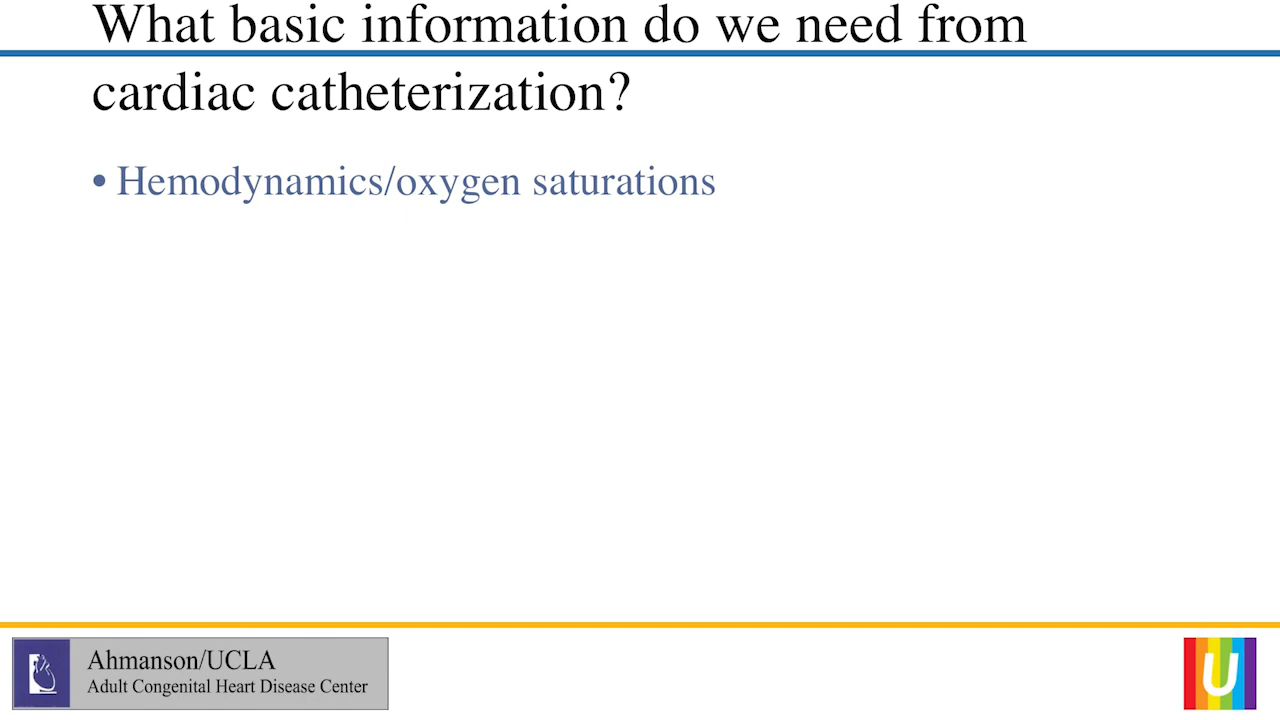 What basic information do we need from
cardiac catheterization?
• Hemodynamics/oxygen saturations
Ahmanson/UCLA
Adult Congenital Heart Disease Center
U